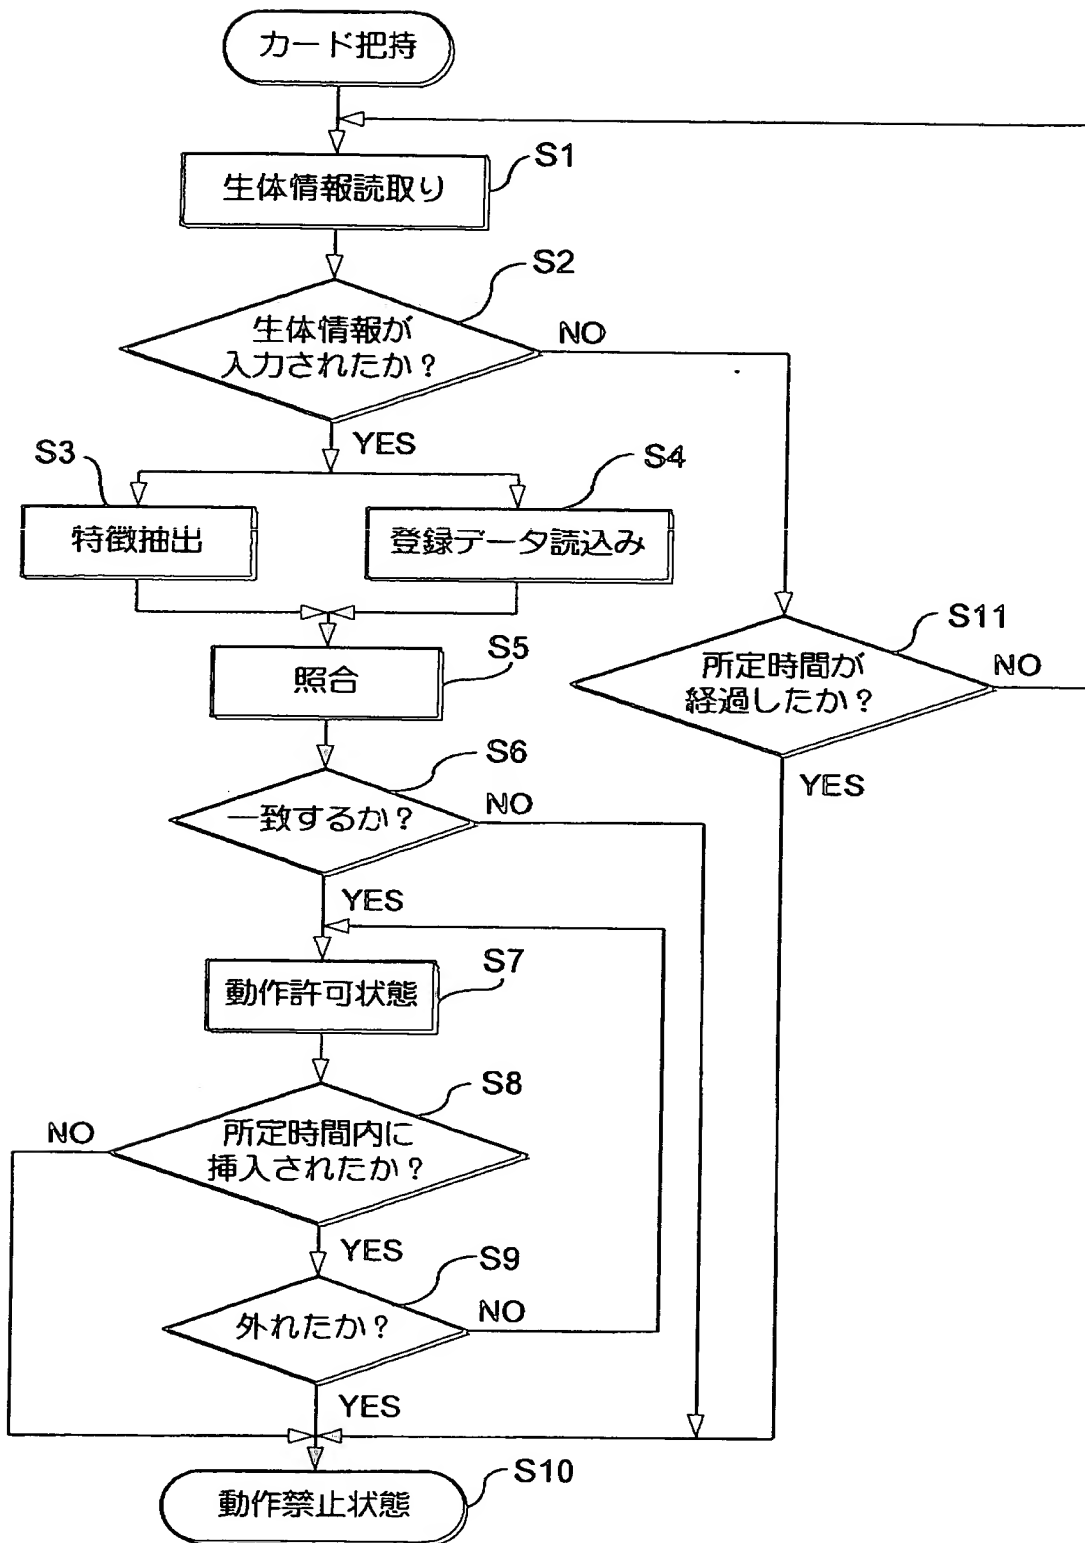 カード把持
生体情報読取り
S1
S2
生体情報が
入力されたか？
NO
YES
S3
S4
特徴抽出
登録データ読込み
S11
所定時間が
経過したか？
NO
YES
S5
照合
S6
一致するか？
NO
YES
S7
動作許可状態
S8
所定時間内に
挿入されたか？
NO
YES
S9
外れたか？
NO
YES
S10
動作禁止状態